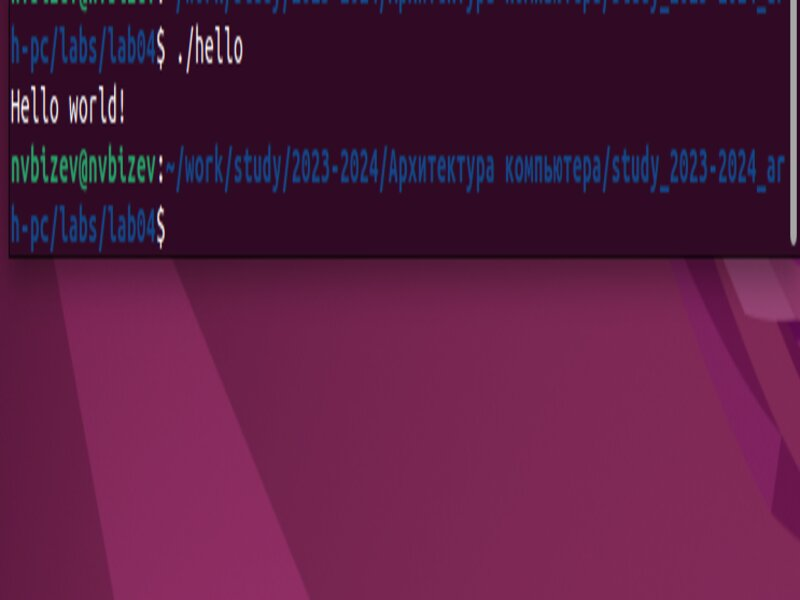 h-pc/labs/lab04$ ./hello
Hello world!
nvbizev@nvbizev:~/work/study/2023-2024/Архитектура компьютера/study_2023-2024_ar
h-pc/labs/lab04$